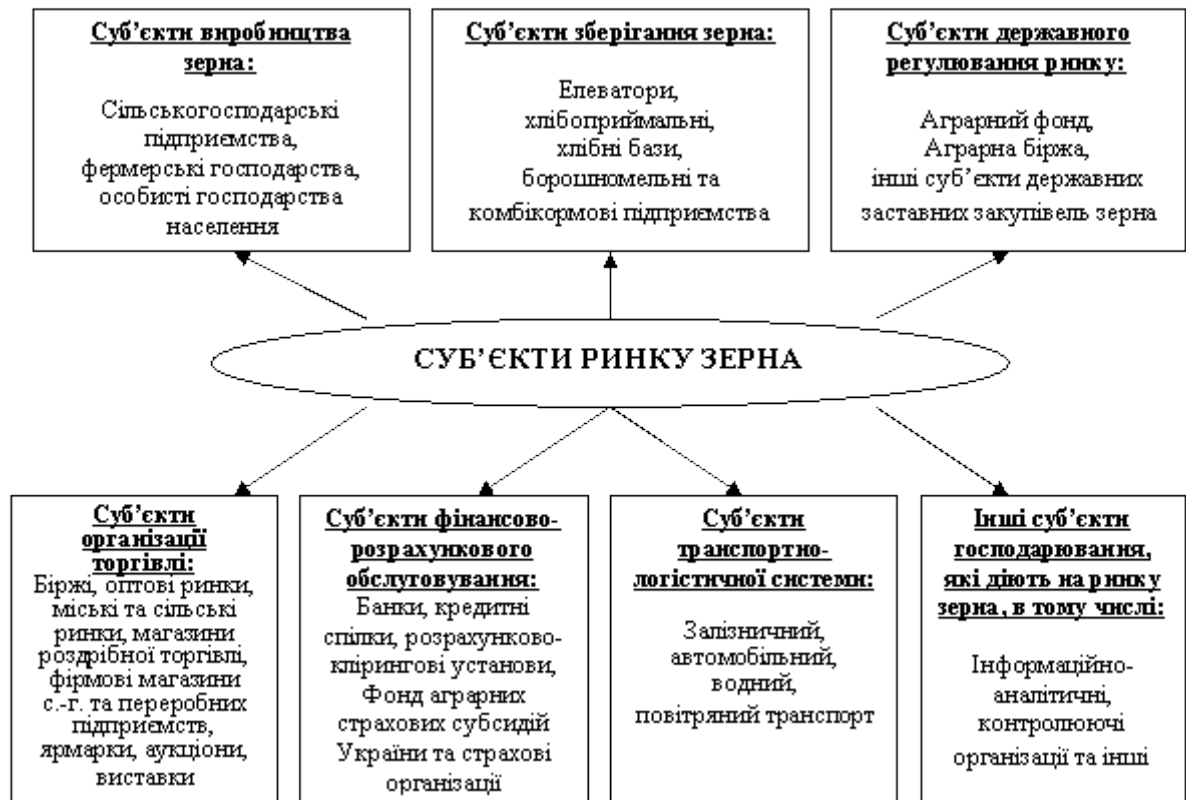 Суб’єкти виробництва
зерна:
Сільськогосподарські
підприємства,
фермерські господарства,
особисті господарства
населення
Суб’єкти зберігання зерна:
Елеватори,
хлібоприймальні,
хлібні бази,
борошномельні та
комбікормові підприємства
Суб’єкти державного
регулювання ринку:
Аграрний фонд,
Аграрна біржа,
інші суб’єкти державних
заставних закупівель зерна
СУБ’ЄКТИ РИНКУ ЗЕРНА
Суб’єкти
організації
торгівлі:
Біржі, оптові ринки,
міські та сільські
ринки, магазини
роздрібної торгівлі,
фірмові магазини
с.-г. та переробних
підприємств,
ярмарки, аукціони,
виставки
Суб’єкти фінансово-
розрахункового
обслутовування:
Банки, кредитні
спілки, розрахунково-
клірингові установи,
Фонд аграрних
страхових субсидій
України та страхові
організації
Суб’єкти
транспортно-
логістичної системи:
Залізничний,
автомобільний,
водний,
повітряний транспорт
Інші суб’єкти
господарювання,
які діють на ринку
зерна, в тому числі:
Інформаційно-
аналітичні,
контролюючі
організації та інші